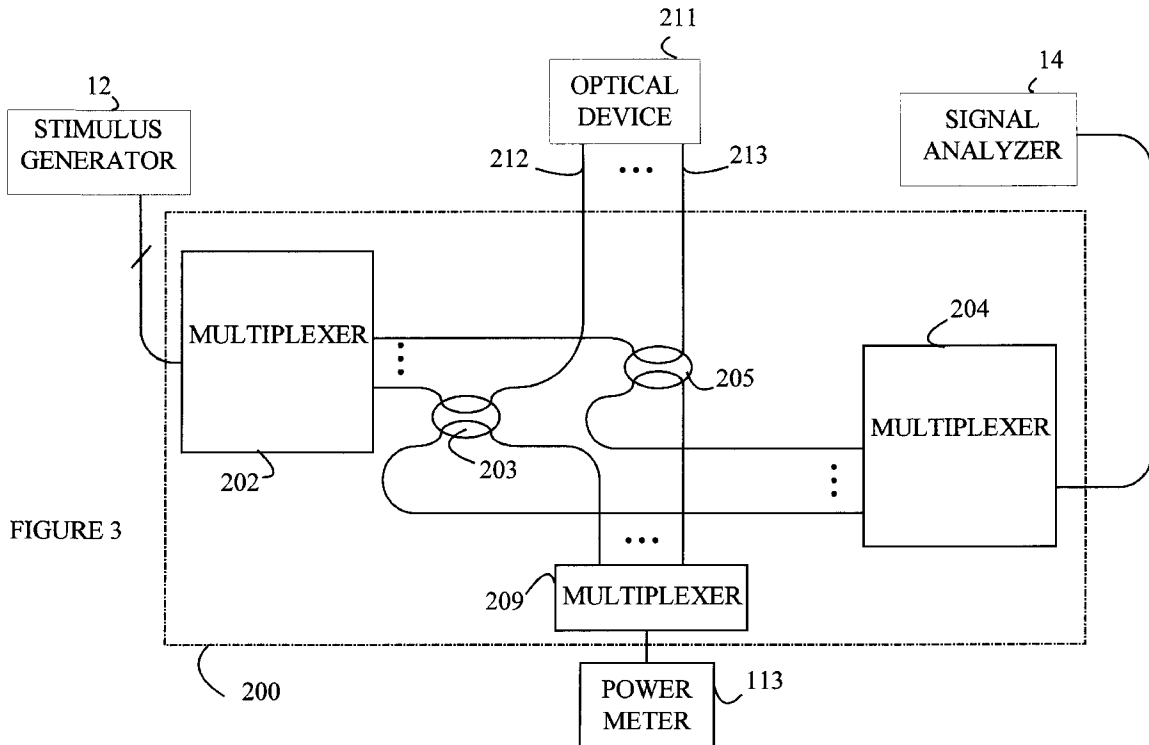 211
12
OPTICAL
DEVICE
14
STIMULUS
GENERATOR
SIGNAL
ANALYZER
212
•••
213
MULTIPLEXER
204
205
MULTIPLEXER
203
202
FIGURE 3
•••
209
MULTIPLEXER
200
POWER
METER
113